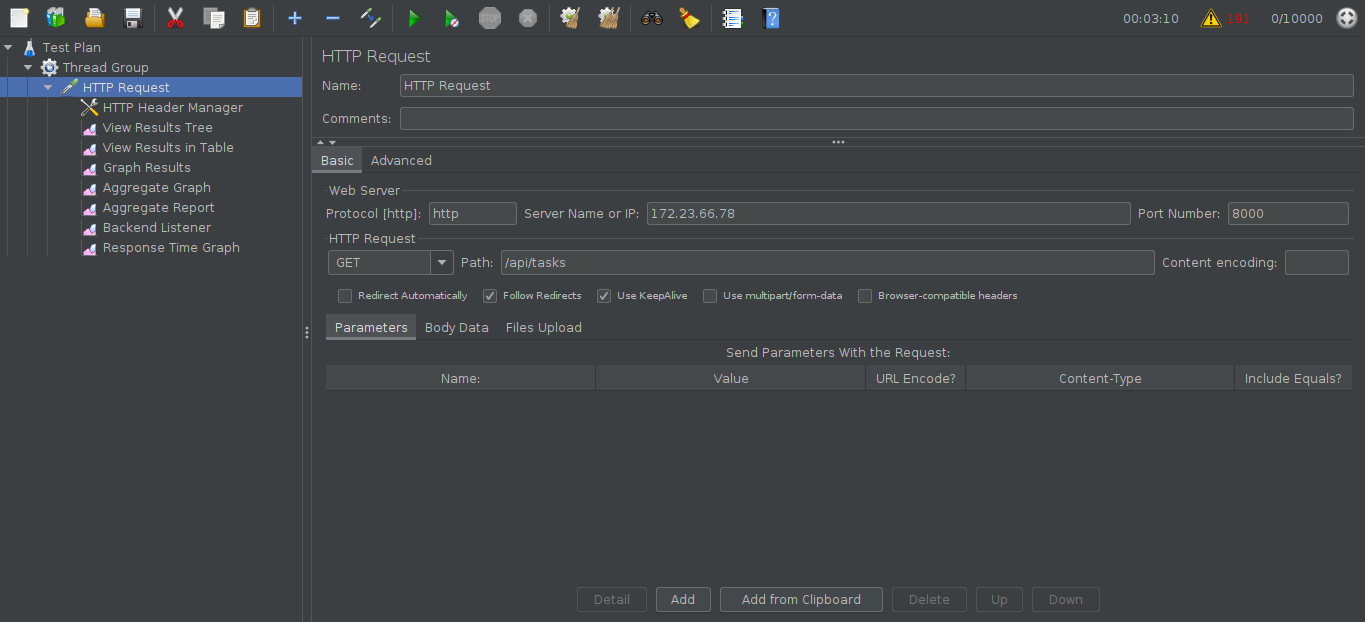 00:03:10 191 0/10000
STOP
Test Plan
Thread Group
HTTP Request
HTTP Header Manager
View Results Tree
View Results in Table
Graph Results
Aggregate Graph
Aggregate Report
Backend Listener
Response Time Graph
HTTP Request
Name: HTTP Request
Comments:
Basic Advanced
Web Server
Protocol [http]: http Server Name or IP: 172.23.66.78 Port Number: 8000
HTTP Request
GET Path: /api/tasks Content encoding:
Redirect Automatically Follow Redirects Use KeepAlive Use multipart/form-data Browser-compatible headers
Parameters Body Data Files Upload
Send Parameters With the Request:
Name: Value URL Encode? Content-Type Include Equals?
Detail Add Add from Clipboard Delete Up Down